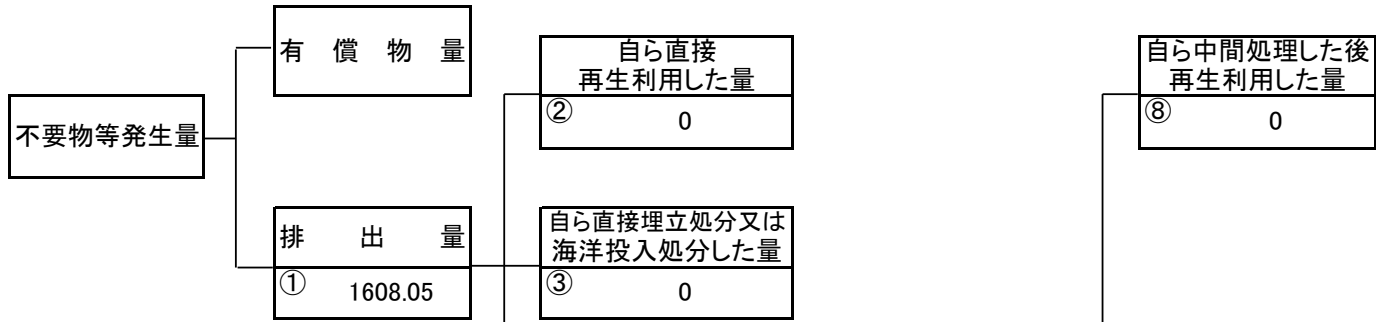 有償物量
自ら直接
再生利用した量
② 0
自ら中間処理した後
再生利用した量
⑧ 0
不要物等発生量
排出量
① 1608.05
自ら直接埋立処分又は
海洋投入処分した量
③ 0